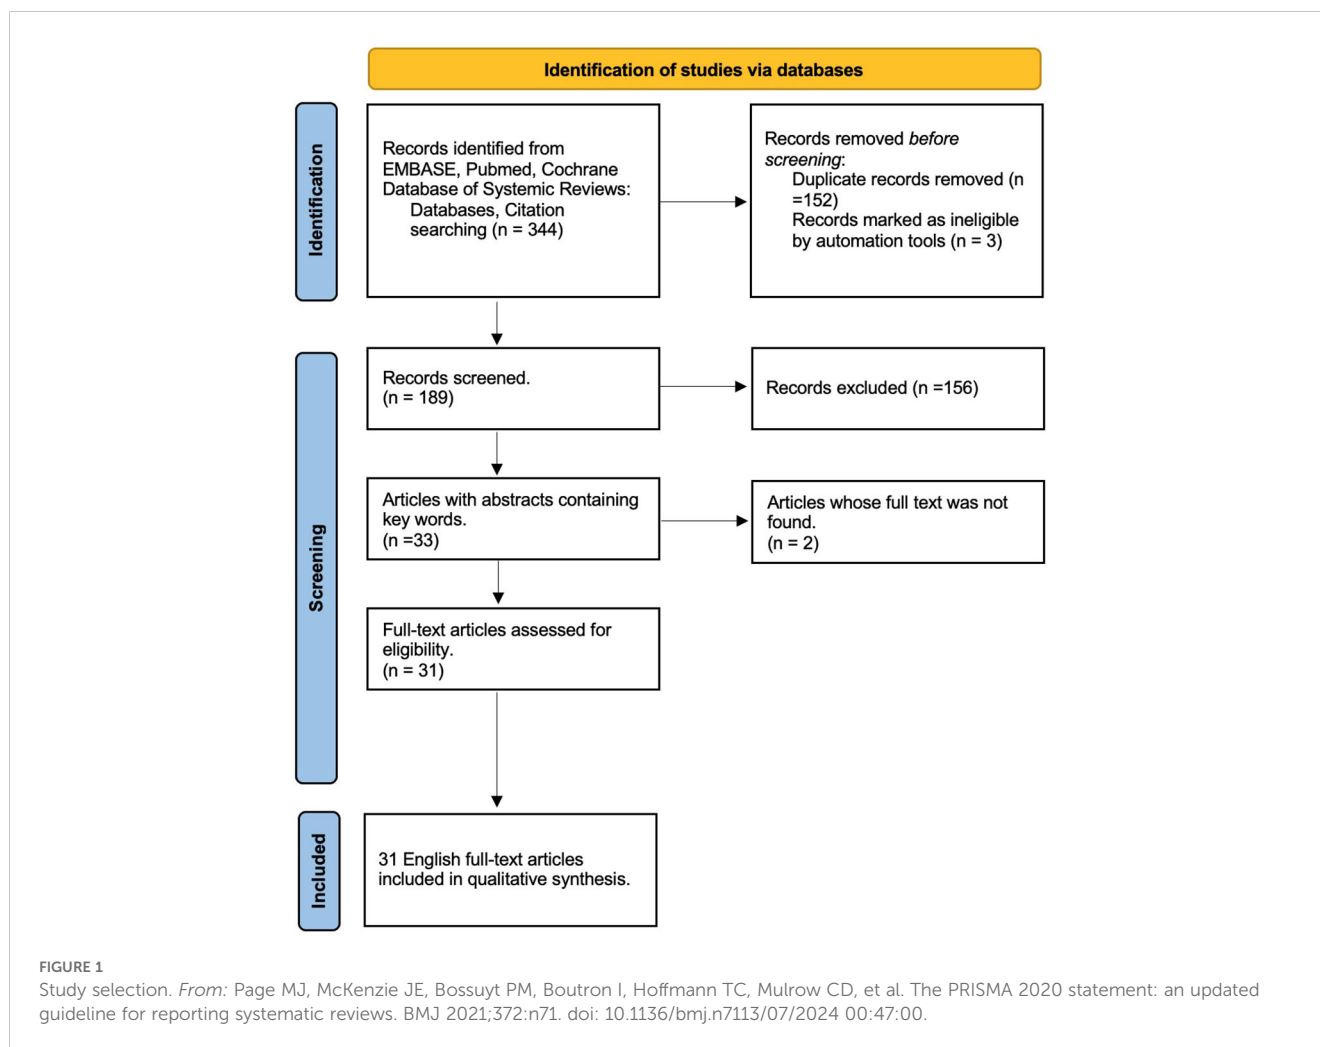 Identification of studies via databases
Identification
Records identified from
EMBASE, Pubmed, Cochrane
Database of Systemic Reviews:
Databases, Citation
searching (n = 344)
Records removed before
screening:
Duplicate records removed (n
=152)
Records marked as ineligible
by automation tools (n = 3)
Screening
Records screened.
(n = 189)
Records excluded (n =156)
Articles with abstracts containing
key words.
(n =33)
Articles whose full text was not
found.
(n = 2)
Full-text articles assessed for
eligibility.
(n = 31)
Included
31 English full-text articles
included in qualitative synthesis.
FIGURE 1
Study selection. From: Page MJ, McKenzie JE, Bossuyt PM, Boutron I, Hoffmann TC, Mulrow CD, et al. The PRISMA 2020 statement: an updated
guideline for reporting systematic reviews. BMJ 2021;372:n71. doi: 10.1136/bmj.n7113/07/2024 00:47:00.